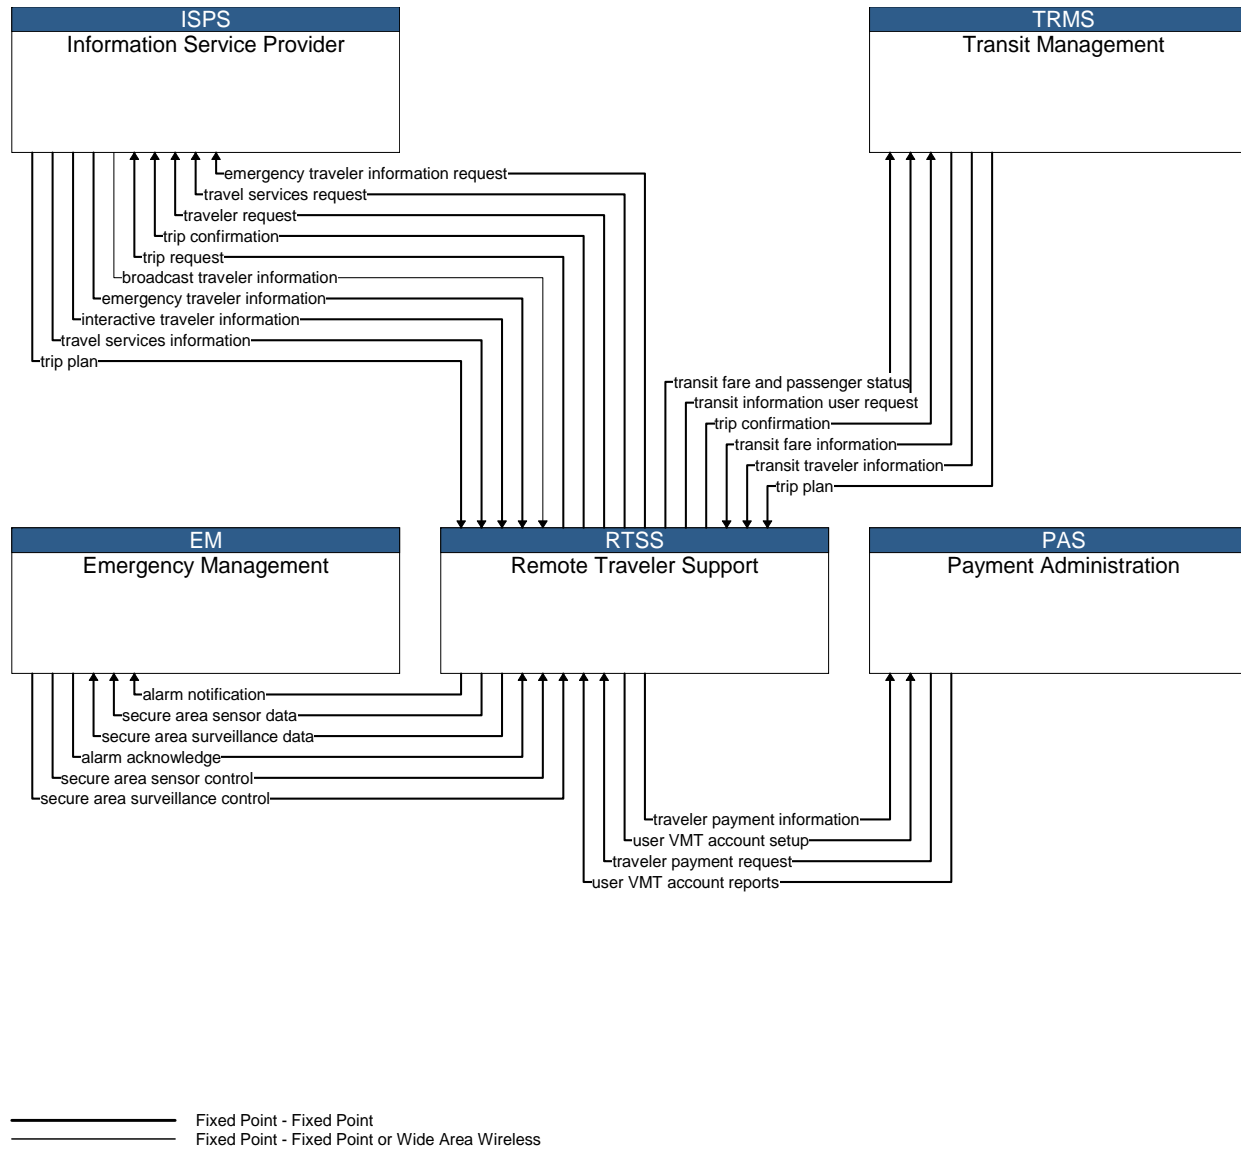 ISPS
Information Service Provider
TRMS
Transit Management
emergency traveler information request
travel services request
traveler request
trip confirmation
trip request
broadcast traveler information
emergency traveler information
interactive traveler information
travel services information
trip plan
transit fare and passenger status
transit information user request
trip confirmation
transit fare information
transit traveler information
trip plan
EM
Emergency Management
RTSS
Remote Traveler Support
PAS
Payment Administration
alarm notification
secure area sensor data
secure area surveillance data
alarm acknowledge
secure area sensor control
secure area surveillance control
traveler payment information
user VMT account setup
traveler payment request
user VMT account reports
Fixed Point - Fixed Point
Fixed Point - Fixed Point or Wide Area Wireless